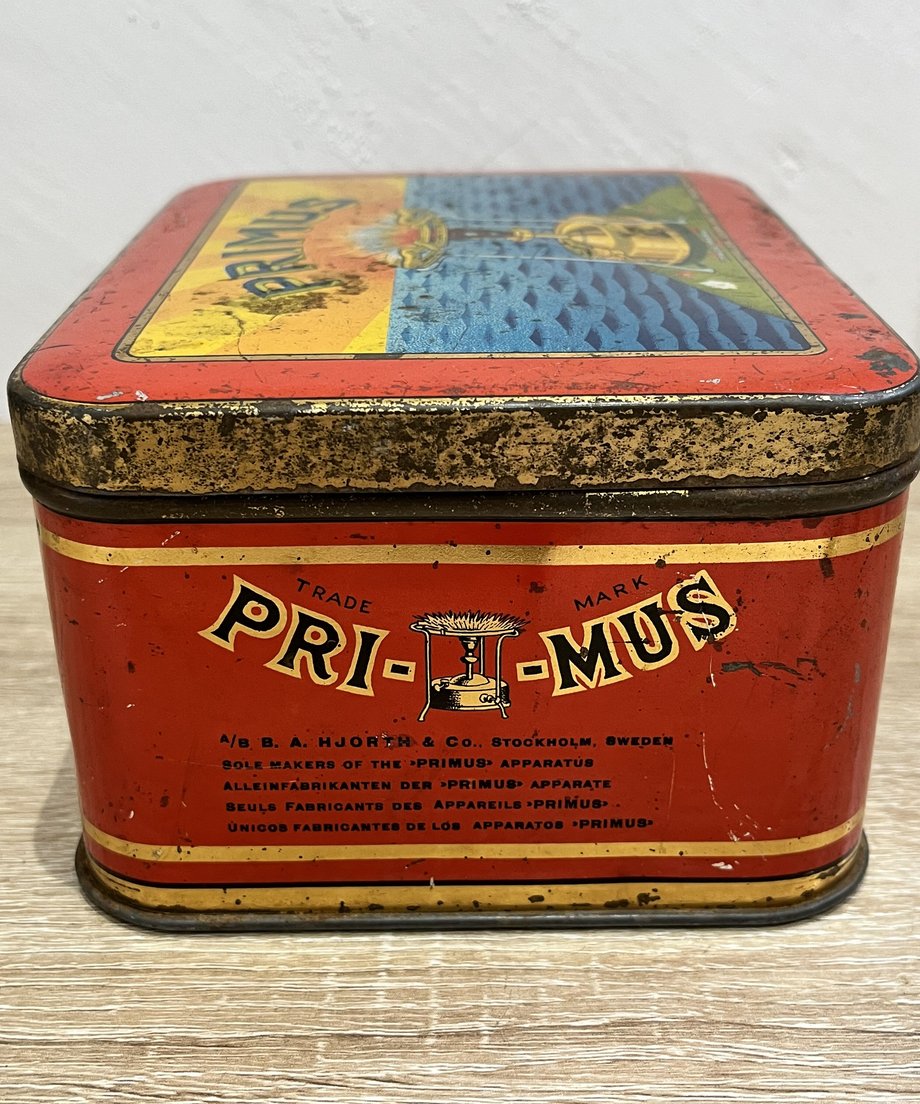 PRIMUS
TRADE MARK
PRI-MUS
A/B B. A. HJORTH & Co., STOCKHOLM, SWEDEN
SOLE MAKERS OF THE »PRIMUS» APPARATUS
ALLEINFABRIKANTEN DER »PRIMUS» APPARATE
SEULS FABRICANTS DES APPAREILS »PRIMUS»
ÚNICOS FABRICANTES DE LOS APPARATOS »PRIMUS»